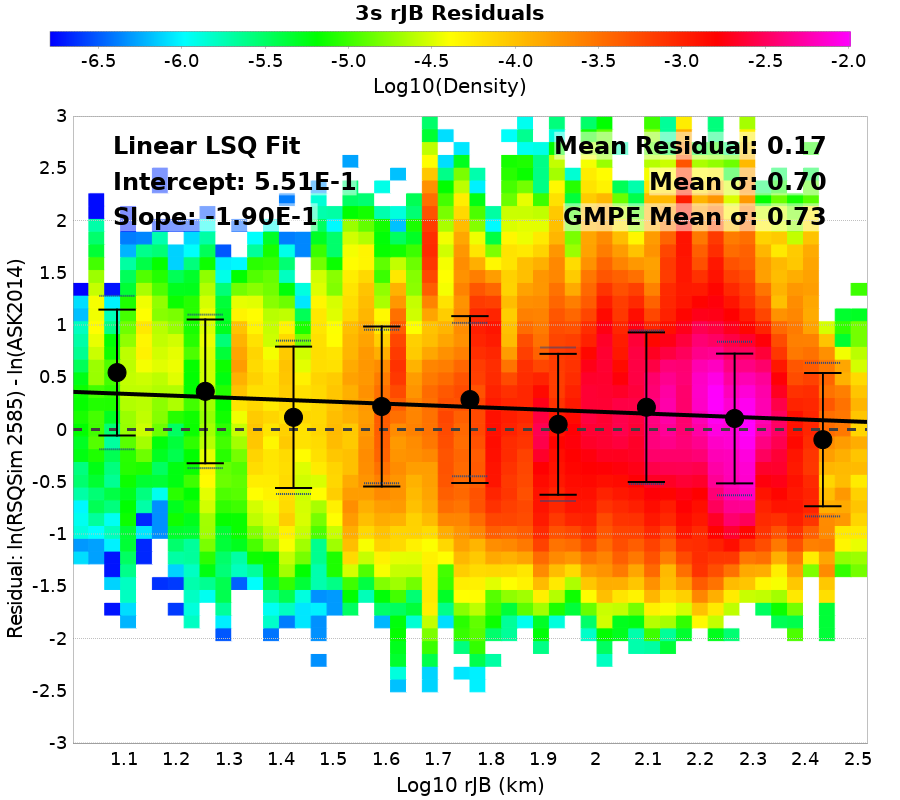 3s rJB Residuals
-6.5 -6.0 -5.5 -5.0 -4.5 -4.0 -3.5 -3.0 -2.5 -2.0
Log10(Density)
Linear LSQ Fit
Intercept: 5.51E-1
Slope: -1.90E-1
Mean Residual: 0.17
Mean σ: 0.70
GMPE Mean σ: 0.73
Residual: ln(RSQSim 2585) - ln(ASK2014)
3
2.5
2
1.5
1
0.5
0
-0.5
-1
-1.5
-2
-2.5
-3
1.1 1.2 1.3 1.4 1.5 1.6 1.7 1.8 1.9 2 2.1 2.2 2.3 2.4 2.5
Log10 rJB (km)